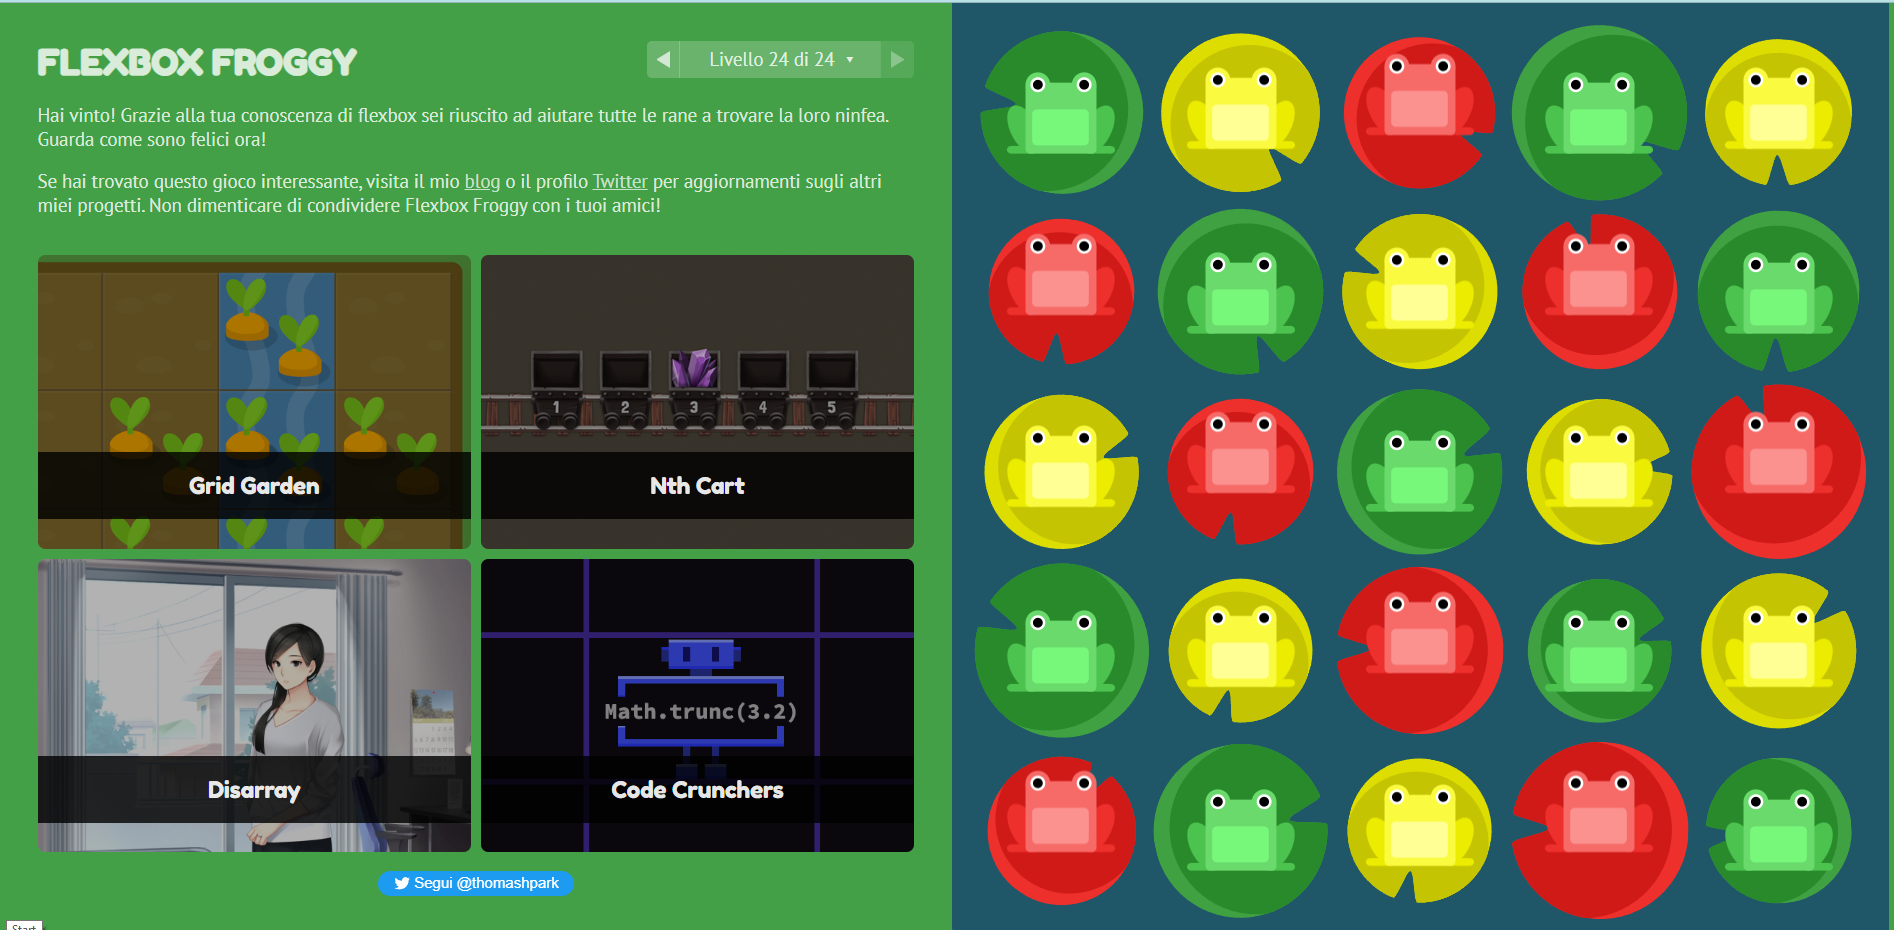 FLEXBOX FROGGY
Livello 24 di 24
Hai vinto! Grazie alla tua conoscenza di flexbox sei riuscito ad aiutare tutte le rane a trovare la loro ninfea.
Guarda come sono felici ora!
Se hai trovato questo gioco interessante, visita il mio blog o il profilo Twitter per aggiornamenti sugli altri
miei progetti. Non dimenticare di condividere Flexbox Froggy con i tuoi amici!
1 2 3 4 5
Grid Garden
Nth Cart
Math.trunc(3.2)
Disarray
Code Crunchers
Segui @thomashpark
Start